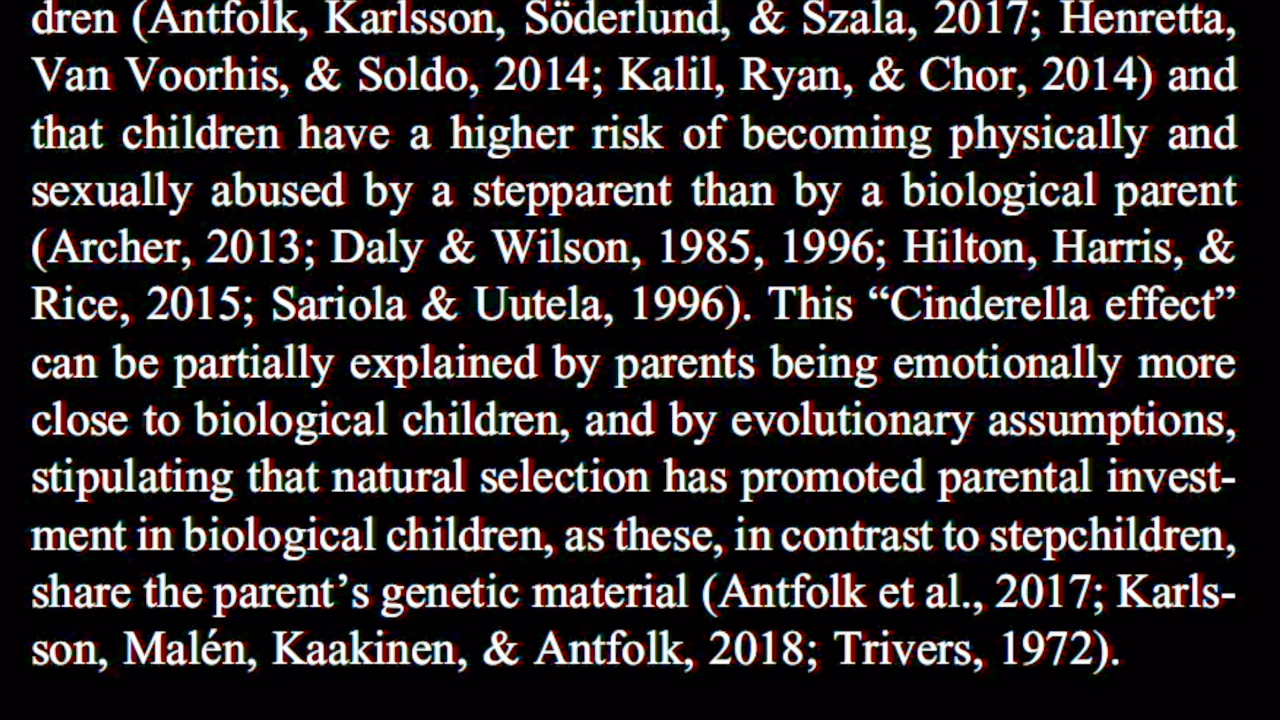 dren (Antfolk, Karlsson, Söderlund, & Szala, 2017; Henretta,
Van Voorhis, & Soldo, 2014; Kalil, Ryan, & Chor, 2014) and
that children have a higher risk of becoming physically and
sexually abused by a stepparent than by a biological parent
(Archer, 2013; Daly & Wilson, 1985, 1996; Hilton, Harris, &
Rice, 2015; Sariola & Uutela, 1996). This “Cinderella effect”
can be partially explained by parents being emotionally more
close to biological children, and by evolutionary assumptions,
stipulating that natural selection has promoted parental invest-
ment in biological children, as these, in contrast to stepchildren,
share the parent’s genetic material (Antfolk et al., 2017; Karls-
son, Malén, Kaakinen, & Antfolk, 2018; Trivers, 1972).